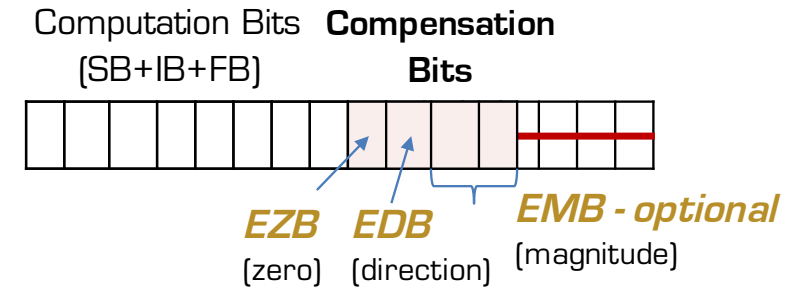 Computation Bits Compensation
(SB+IB+FB) Bits
EZB EDB EMB - optional
(zero) (direction) (magnitude)